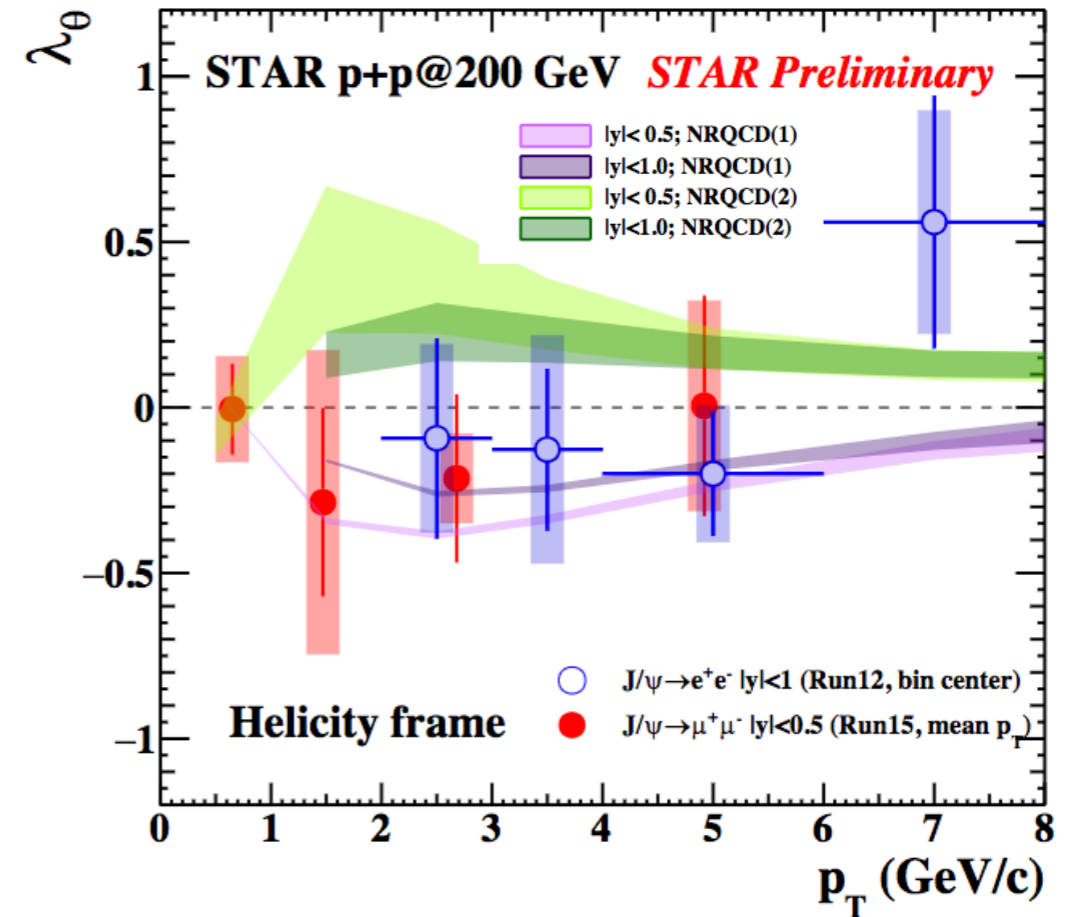 λθ
1
0.5
0
−0.5
−1
STAR p+p@200 GeV STAR Preliminary
|y|< 0.5; NRQCD(1)
|y|<1.0; NRQCD(1)
|y|< 0.5; NRQCD(2)
|y|<1.0; NRQCD(2)
J/ψ→e⁺e⁻ |y|<1 (Run12, bin center)
Helicity frame
J/ψ→μ⁺μ⁻ |y|<0.5 (Run15, mean p_T)
0 1 2 3 4 5 6 7 8
p_T (GeV/c)